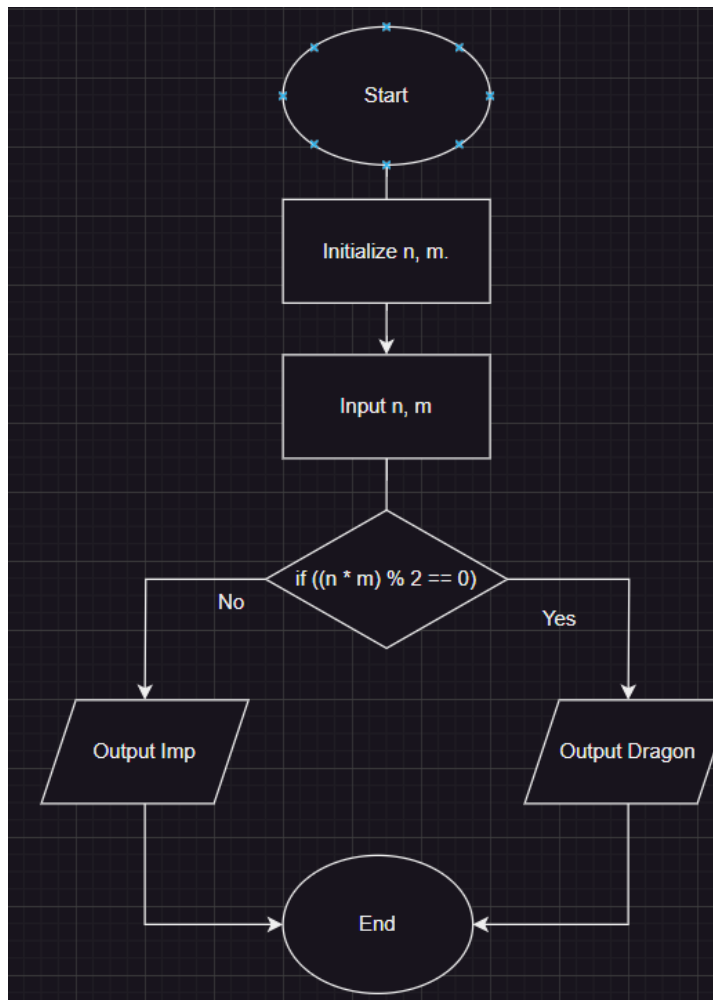 Start
Initialize n, m.
Input n, m
if ((n * m) % 2 == 0)
No
Yes
Output Imp
Output Dragon
End